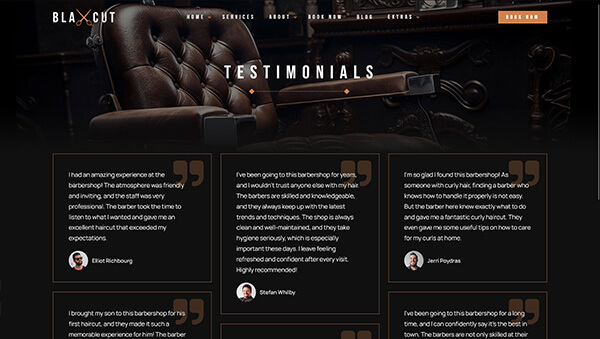 BLA CUT
HOME
SERVICES
ABOUT
BOOK NOW
BLOG
EXTRAS
BOOK NOW
TESTIMONIALS
I had an amazing experience at the
barbershop! The atmosphere was friendly
and inviting, and the staff was very
professional. The barber took the time to
listen to what I wanted and gave me an
excellent haircut that exceeded my
expectations.
Elliot Richbourg
I've been going to this barbershop for years,
and I wouldn't trust anyone else with my hair.
The barbers are skilled and knowledgeable,
and they always keep up with the latest
trends and techniques. The shop is always
clean and well-maintained, and they take
hygiene seriously, which is especially
important these days. I leave feeling
refreshed and confident after every visit.
Highly recommended!
Stefan Whilby
I'm so glad I found this barbershop! As
someone with curly hair, finding a barber who
knows how to handle it properly is not easy.
But the barber here knew exactly what to do
and gave me a fantastic curly haircut. They
even gave me some useful tips on how to care
for my curls at home.
Jerri Poydras
I brought my son to this barbershop for his
first haircut, and they made it such a
memorable experience for him! The barber
I've been going to this barbershop for a long
time, and I can confidently say it's the best in
town. The barbers are not only skilled at their